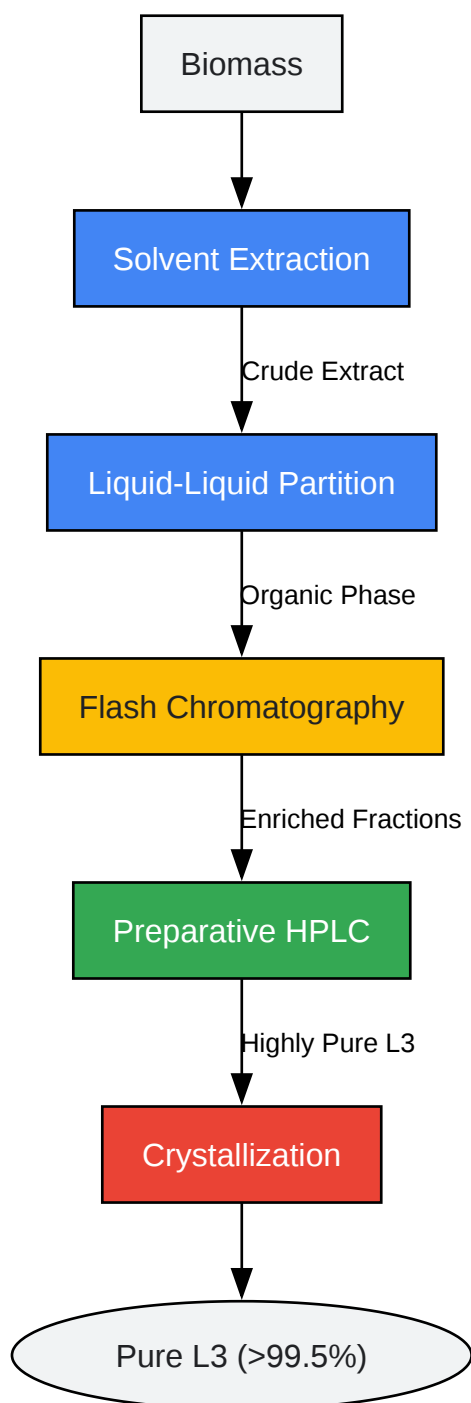 Biomass
Solvent Extraction
Crude Extract
Liquid-Liquid Partition
Organic Phase
Flash Chromatography
Enriched Fractions
Preparative HPLC
Highly Pure L3
Crystallization
Pure L3 (>99.5%)